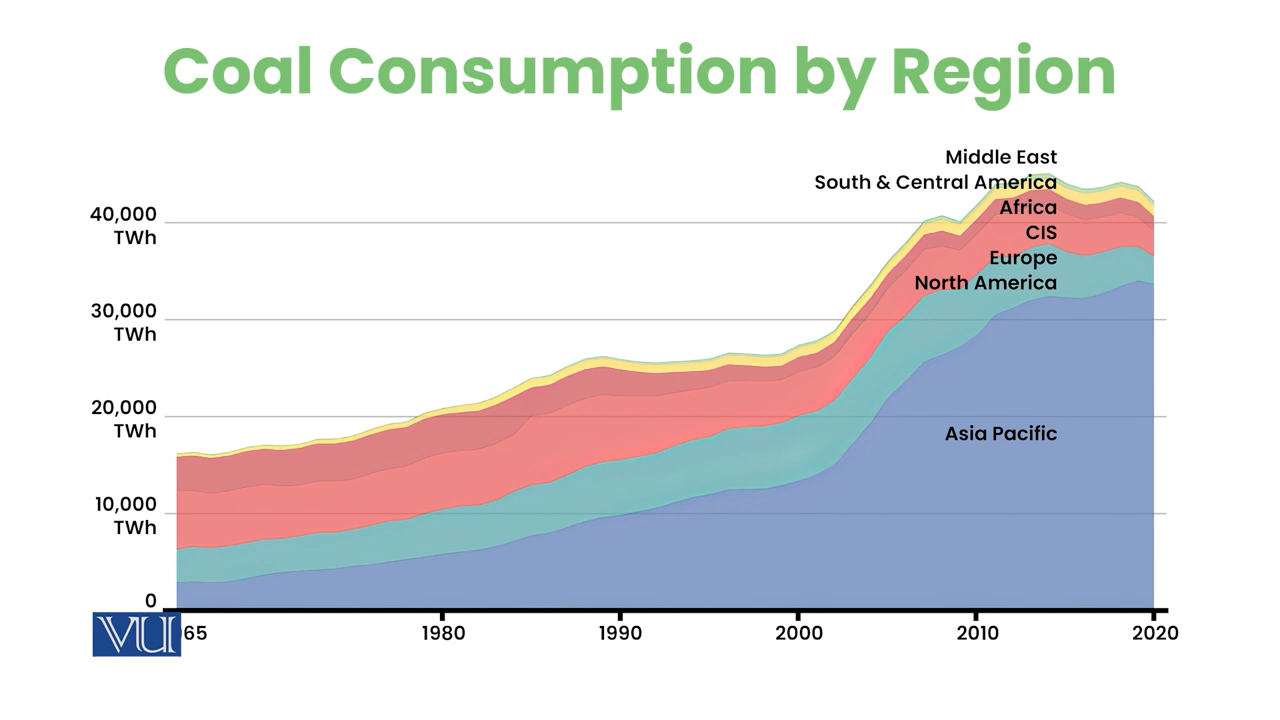 Coal Consumption by Region
Middle East
South & Central America
Africa
CIS
Europe
North America
Asia Pacific
40,000
TWh
30,000
TWh
20,000
TWh
10,000
TWh
0
VU
65
1980
1990
2000
2010
2020